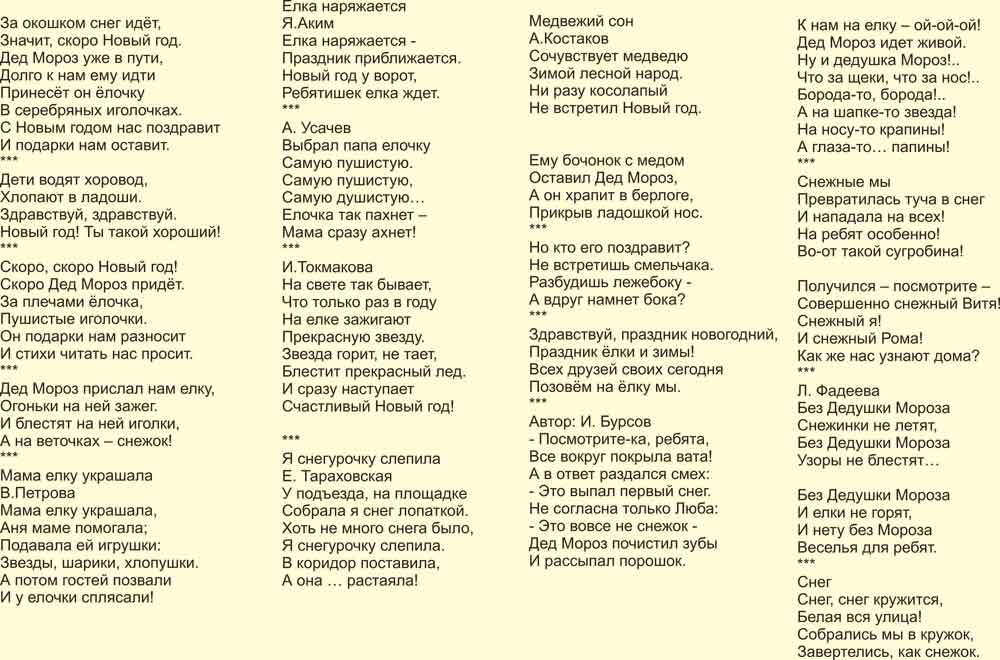 За окошком снег идёт,
Значит, скоро Новый год.
Дед Мороз уже в пути,
Долго к нам ему идти
Принесёт он ёлочку
В серебряных иголочках.
С Новым годом нас поздравит
И подарки нам оставит.
***
Дети водят хоровод,
Хлопают в ладоши.
Здравствуй, здравствуй.
Новый год! Ты такой хороший!
***
Скоро, скоро Новый год!
Скоро Дед Мороз придёт.
За плечами ёлочка,
Пушистые иголочки.
Он подарки нам разносит
И стихи читать нас просит.
***
Дед Мороз прислал нам елку,
Огоньки на ней зажег.
И блестят на ней иголки,
А на веточках – снежок!
***
Мама елку украшала
В.Петрова
Мама елку украшала,
Аня маме помогала;
Подавала ей игрушки:
Звезды, шарики, хлопушки.
А потом гостей позвали
И у елочки сплясали!
Елка наряжается
Я.Аким
Елка наряжается -
Праздник приближается.
Новый год у ворот,
Ребятишек елка ждет.
***
А. Усачев
Выбрал папа елочку
Самую пушистую.
Самую пушистую,
Самую душистую…
Елочка так пахнет –
Мама сразу ахнет!
***
И.Токмакова
На свете так бывает,
Что только раз в году
На елке зажигают
Прекрасную звезду.
Звезда горит, не тает,
Блестит прекрасный лед.
И сразу наступает
Счастливый Новый год!
***
Я снегурочку слепила
Е. Тараховская
У подъезда, на площадке
Собрала я снег лопаткой.
Хоть не много снега было,
Я снегурочку слепила.
В коридор поставила,
А она … растаяла!
Медвежий сон
А.Костаков
Сочувствует медведю
Зимой лесной народ.
Ни разу косолапый
Не встретил Новый год.
Ему бочонок с медом
Оставил Дед Мороз,
А он храпит в берлоге,
Прикрыв ладошкой нос.
***
Но кто его поздравит?
Не встретишь смельчака.
Разбудишь лежебоку -
А вдруг намнет бока?
***
Здравствуй, праздник новогодний,
Праздник ёлки и зимы!
Всех друзей своих сегодня
Позовём на ёлку мы.
***
Автор: И. Бурсов
- Посмотрите-ка, ребята,
Все вокруг покрыла вата!
А в ответ раздался смех:
- Это выпал первый снег.
Не согласна только Люба:
- Это вовсе не снежок -
Дед Мороз почистил зубы
И рассыпал порошок.
К нам на елку – ой-ой-ой!
Дед Мороз идет живой.
Ну и дедушка Мороз!..
Что за щеки, что за нос!..
Борода-то, борода!..
А на шапке-то звезда!
На носу-то крапины!
А глаза-то… папины!
***
Снежные мы
Превратилась туча в снег
И нападала на всех!
На ребят особенно!
Во-от такой сугробина!
Получился – посмотрите –
Совершенно снежный Витя!
Снежный я!
И снежный Рома!
Как же нас узнают дома?
***
Л. Фадеева
Без Дедушки Мороза
Снежинки не летят,
Без Дедушки Мороза
Узоры не блестят…
Без Дедушки Мороза
И елки не горят,
И нету без Мороза
Веселья для ребят.
***
Снег
Снег, снег кружится,
Белая вся улица!
Собрались мы в кружок,
Завертелись, как снежок.